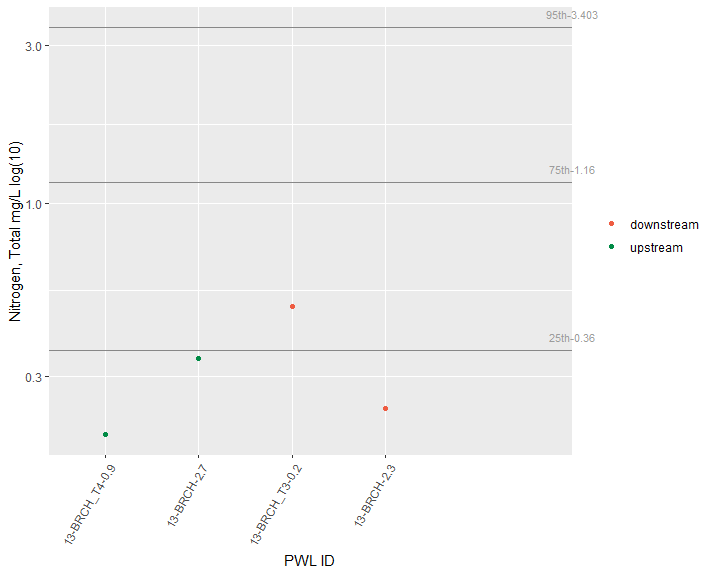 95th-3.403
3.0
75th-1.16
1.0
25th-0.36
0.3
Nitrogen, Total mg/L log(10)
downstream
upstream
13-BRCH_T4-0.9
13-BRCH-2.7
13-BRCH_T3-0.2
13-BRCH-2.3
PWL ID